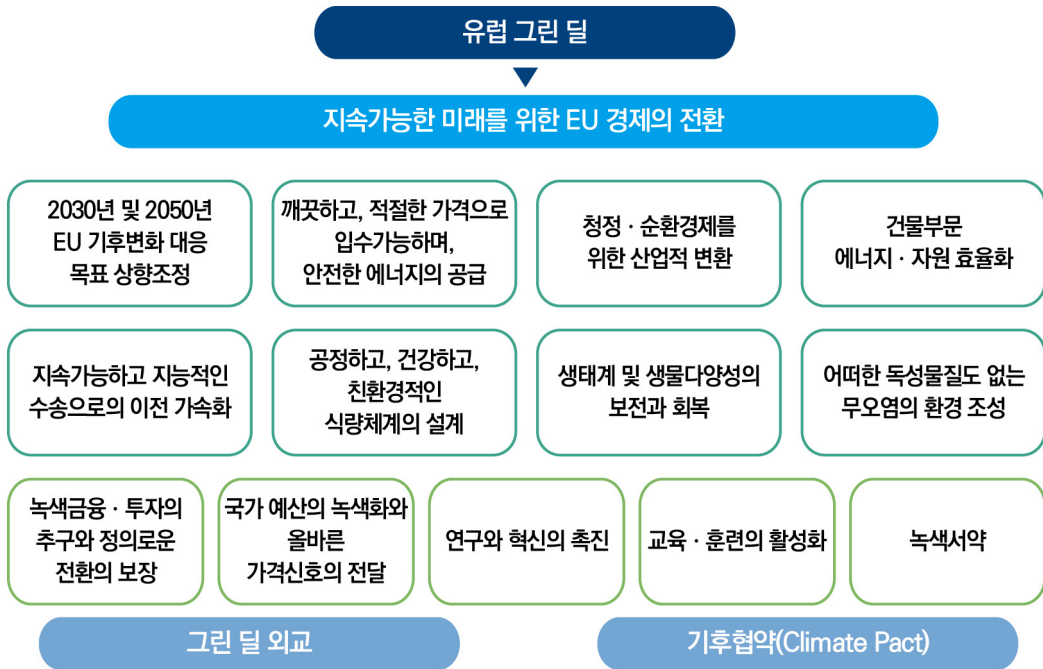 유럽 그린 딜
지속가능한 미래를 위한 EU 경제의 전환
2030년 및 2050년
EU 기후변화 대응
목표 상향조정
깨끗하고, 적절한 가격으로
입수가능하며,
안전한 에너지의 공급
청정 · 순환경제를
위한 산업적 변환
건물부문
에너지 · 자원 효율화
지속가능하고 지능적인
수송으로의 이전 가속화
공정하고, 건강하고,
친환경적인
식량체계의 설계
생태계 및 생물다양성의
보전과 회복
어떠한 독성물질도 없는
무오염의 환경 조성
녹색금융 · 투자의
추구와 정의로운
전환의 보장
국가 예산의 녹색화와
올바른
가격신호의 전달
연구와 혁신의 촉진
교육 · 훈련의 활성화
녹색서약
그린 딜 외교
기후협약(Climate Pact)